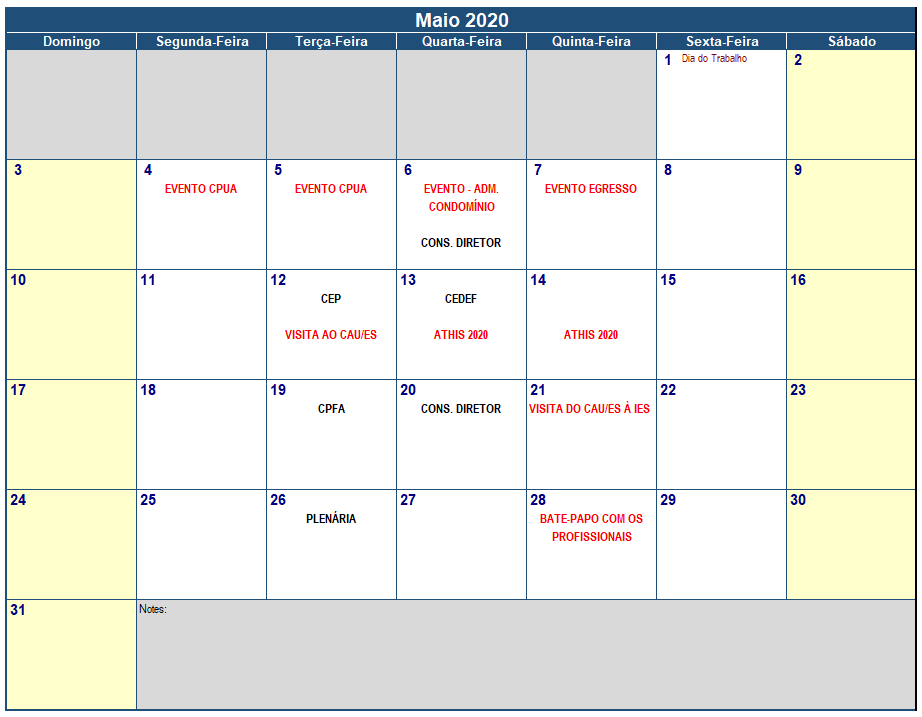 Maio 2020
Domingo Segunda-Feira Terça-Feira Quarta-Feira Quinta-Feira Sexta-Feira Sábado
1 Dia do Trabalho 2
3 4 5 6 7 8 9
EVENTO CPUA EVENTO CPUA EVENTO - ADM. EVENTO EGRESSO
CONDOMÍNIO
CONS. DIRETOR
10 11 12 13 14 15 16
CEP CEDEF
VISITA AO CAU/ES ATHIS 2020 ATHIS 2020
17 18 19 20 21 22 23
CPFA CONS. DIRETOR VISITA DO CAU/ES À IES
24 25 26 27 28 29 30
PLENÁRIA BATE-PAPO COM OS
PROFISSIONAIS
31 Notes: